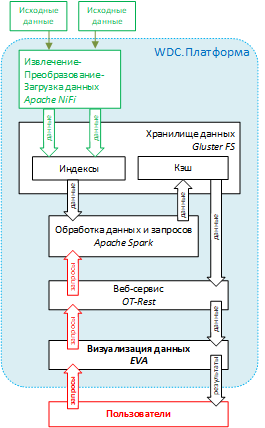 Исходные
данные
Исходные
данные
WDC.Платформа
Извлечение-
Преобразование-
Загрузка данных
Apache NiFi
данные
данные
Хранилище данных
Gluster FS
Индексы
Кэш
данные
данные
данные
Обработка данных и запросов
Apache Spark
запросы
Веб-сервис
OT-Rest
запросы
данные
Визуализация данных
EVA
запросы
результаты
Пользователи